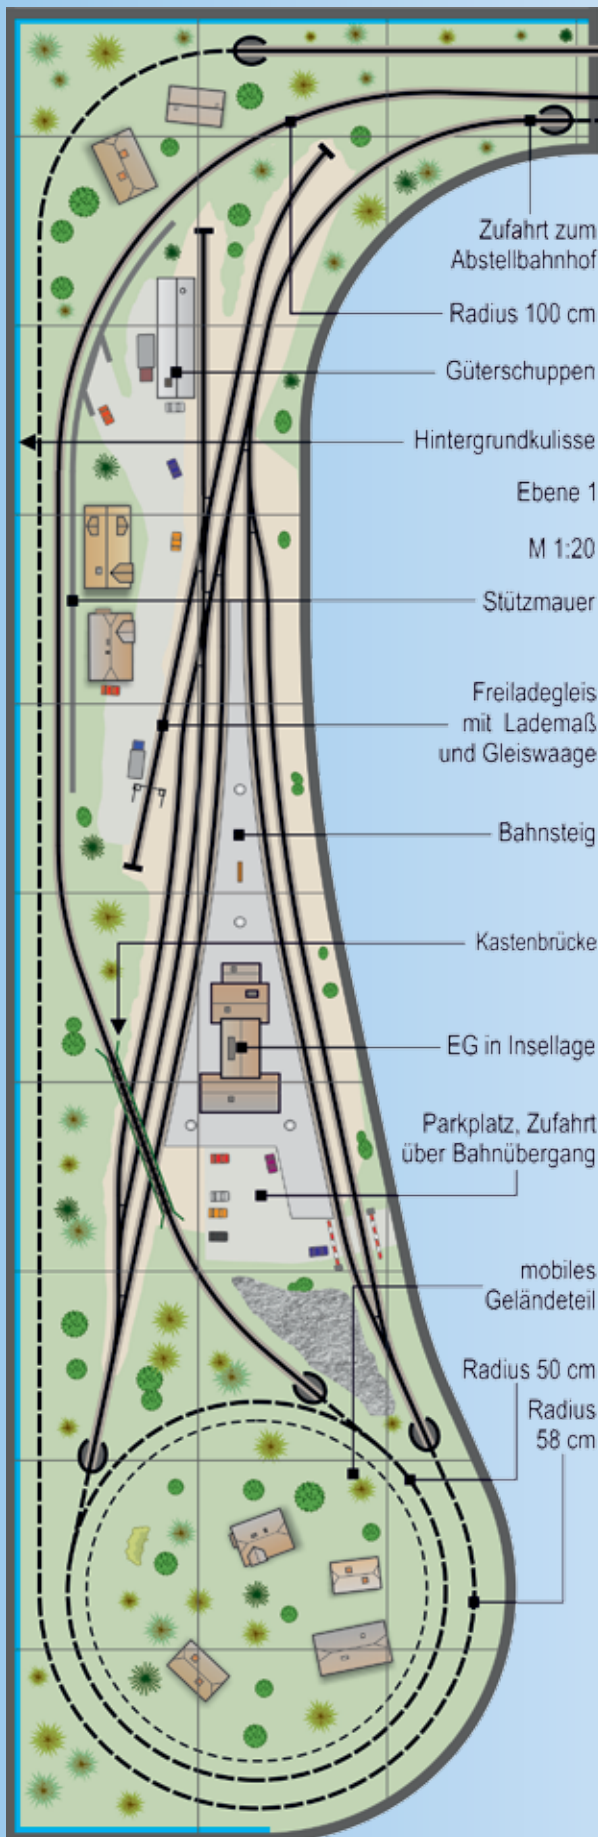 Zufahrt zum
Abstellbahnhof
Radius 100 cm
Güterschuppen
Hintergrundkulisse
Ebene 1
M 1:20
Stützmauer
Freiladegleis
mit Lademaß
und Gleiswaage
Bahnsteig
Kastenbrücke
EG in Insellage
Parkplatz, Zufahrt
über Bahnübergang
mobiles
Geländeteil
Radius 50 cm
Radius
58 cm